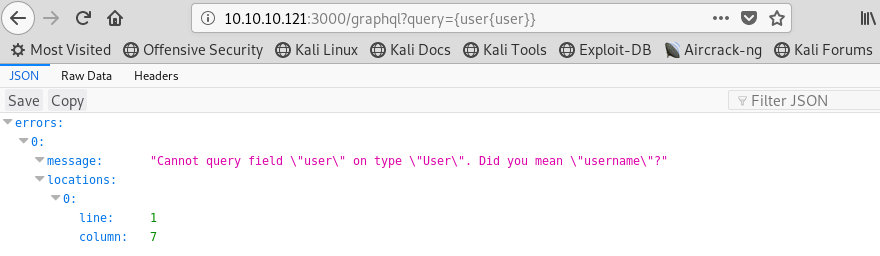 10.10.10.121:3000/graphql?query={user{user}}
Most Visited Offensive Security Kali Linux Kali Docs Kali Tools Exploit-DB Aircrack-ng Kali Forums
JSON Raw Data Headers
Save Copy Filter JSON
errors:
0:
message: "Cannot query field \"user\" on type \"User\". Did you mean \"username\"?"
locations:
0:
line: 1
column: 7